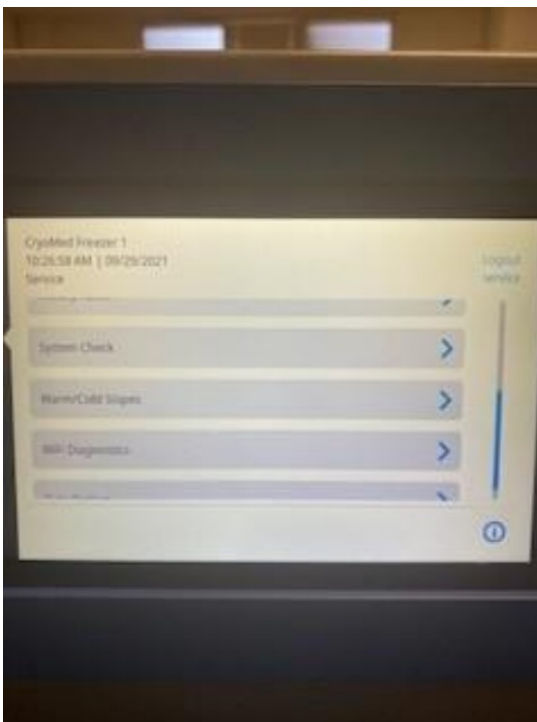 CryoMed Freezer 1
10:26:58 AM | 09/29/2021
Service
Logout
service
System Check
Warm/Cold Slopes
WiFi Diagnostics